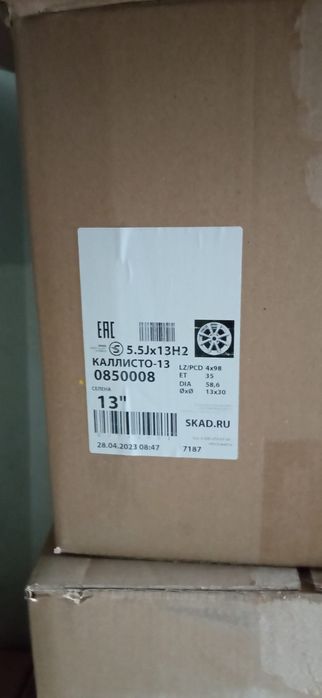 EAC
5.5Jx13H2
КАЛЛИСТО-13
0850008
LZ/PCD 4x98
ET 35
DIA 58,6
ØxØ 13x30
СЕЛЕНА
13"
SKAD.RU
28.04.2023 08:47
7187